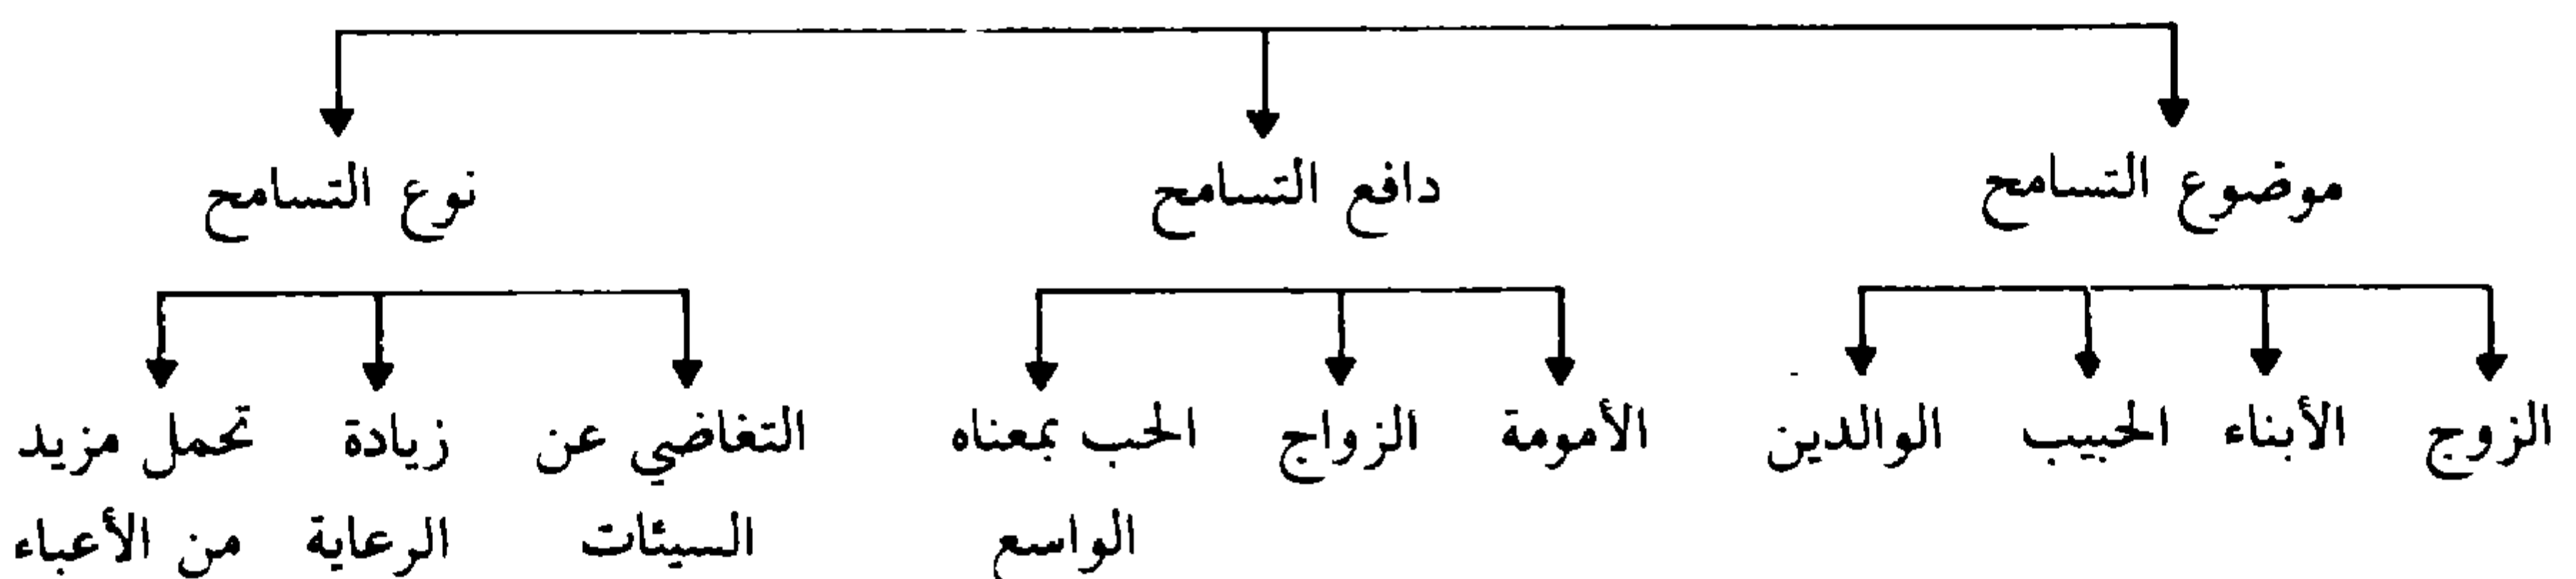 موضوع التسامح
دافع التسامح
نوع التسامح
الزوج
الأبناء
الحبيب
الوالدين
الأمومة
الزواج
الحب بمعناه
الواسع
التغاضي عن
السيئات
زيادة
الرعاية
تحمل مزيد
من الأعباء